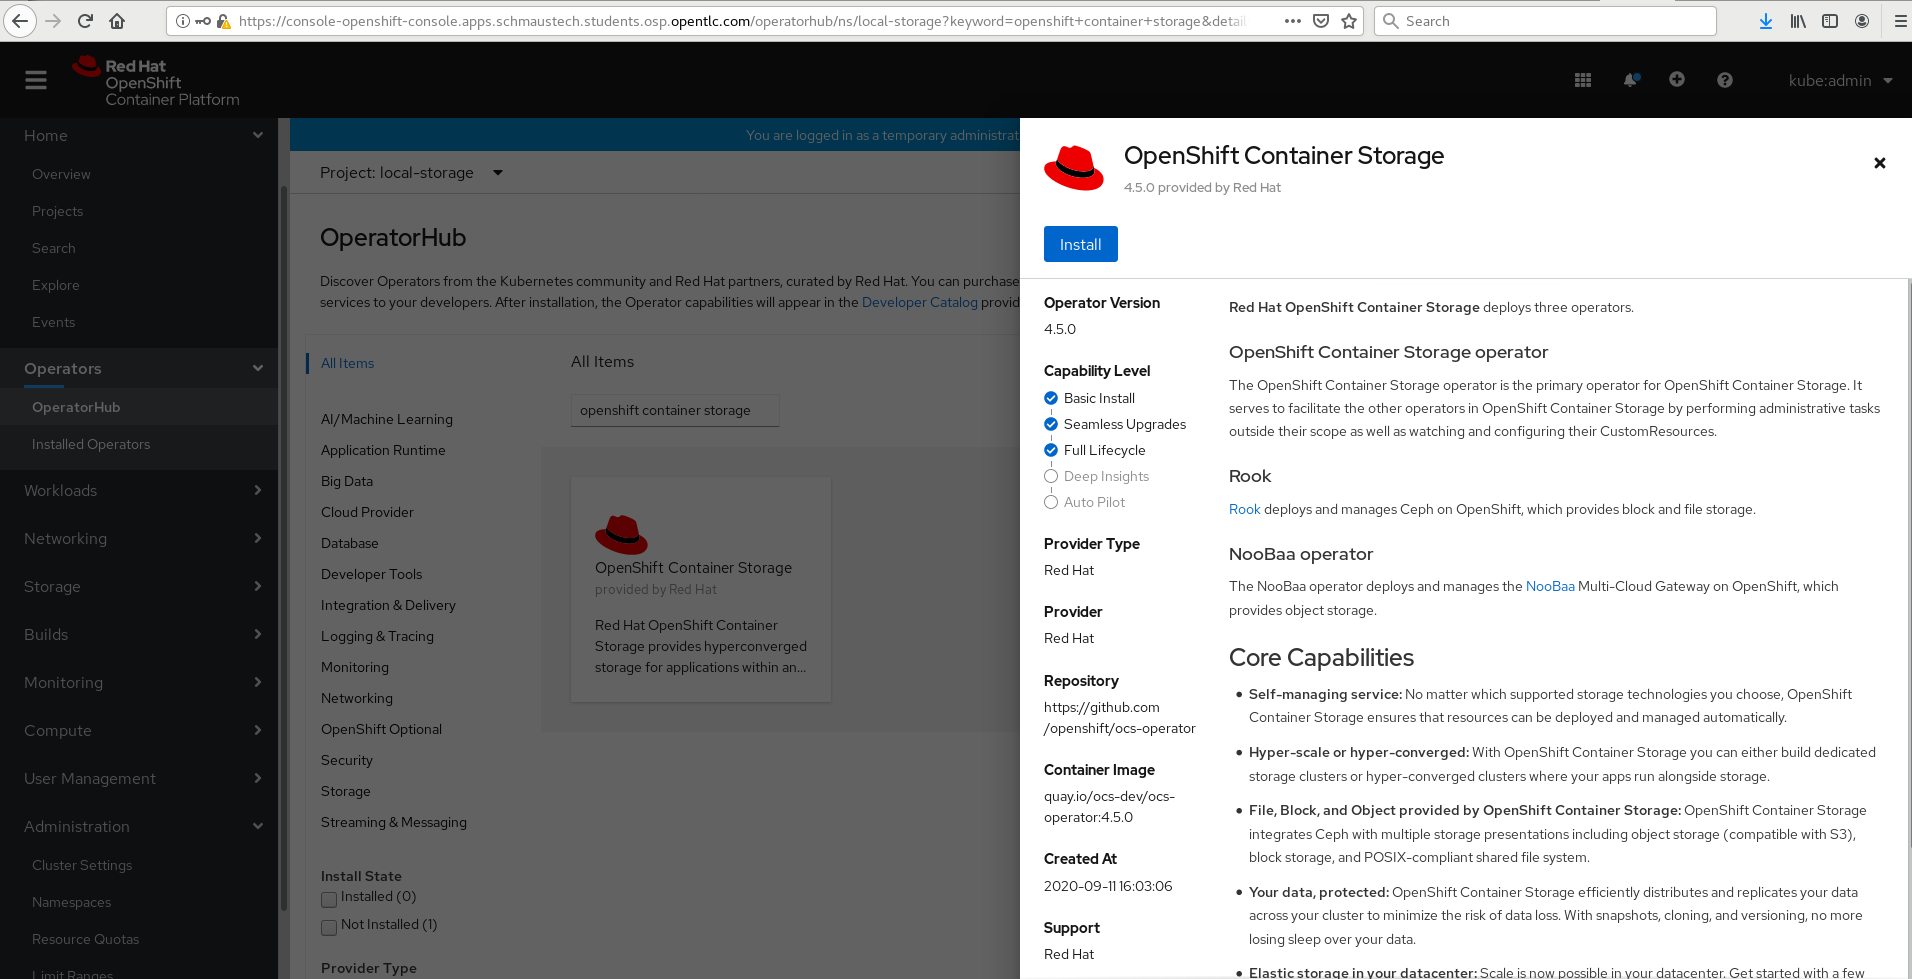 https://console-openshift-console.apps.schmaustech.students.osp.opentlc.com/operatorhub/ns/local-storage?keyword=openshift+container+storage&detail
Search
Red Hat
OpenShift
Container Platform
kube:admin
Home
Overview
Projects
Search
Explore
Events
Operators
OperatorHub
Installed Operators
Workloads
Networking
Storage
Builds
Monitoring
Compute
User Management
Administration
Cluster Settings
Namespaces
Resource Quotas
Limit Ranges
You are logged in as a temporary administrat
Project: local-storage
OperatorHub
Discover Operators from the Kubernetes community and Red Hat partners, curated by Red Hat. You can purchase
services to your developers. After installation, the Operator capabilities will appear in the Developer Catalog provid
All Items
AI/Machine Learning
Application Runtime
Big Data
Cloud Provider
Database
Developer Tools
Integration & Delivery
Logging & Tracing
Monitoring
Networking
OpenShift Optional
Security
Storage
Streaming & Messaging
Install State
Installed (0)
Not Installed (1)
Provider Type
All Items
openshift container storage
OpenShift Container Storage
provided by Red Hat
Red Hat OpenShift Container
Storage provides hyperconverged
storage for applications within an...
OpenShift Container Storage
4.5.0 provided by Red Hat
Install
Operator Version
4.5.0
Capability Level
Basic Install
Seamless Upgrades
Full Lifecycle
Deep Insights
Auto Pilot
Provider Type
Red Hat
Provider
Red Hat
Repository
https://github.com
/openshift/ocs-operator
Container Image
quay.io/ocs-dev/ocs-
operator:4.5.0
Created At
2020-09-11 16:03:06
Support
Red Hat
Red Hat OpenShift Container Storage deploys three operators.
OpenShift Container Storage operator
The OpenShift Container Storage operator is the primary operator for OpenShift Container Storage. It
serves to facilitate the other operators in OpenShift Container Storage by performing administrative tasks
outside their scope as well as watching and configuring their CustomResources.
Rook
Rook deploys and manages Ceph on OpenShift, which provides block and file storage.
NooBaa operator
The NooBaa operator deploys and manages the NooBaa Multi-Cloud Gateway on OpenShift, which
provides object storage.
Core Capabilities
• Self-managing service: No matter which supported storage technologies you choose, OpenShift
Container Storage ensures that resources can be deployed and managed automatically.
• Hyper-scale or hyper-converged: With OpenShift Container Storage you can either build dedicated
storage clusters or hyper-converged clusters where your apps run alongside storage.
• File, Block, and Object provided by OpenShift Container Storage: OpenShift Container Storage
integrates Ceph with multiple storage presentations including object storage (compatible with S3),
block storage, and POSIX-compliant shared file system.
• Your data, protected: OpenShift Container Storage efficiently distributes and replicates your data
across your cluster to minimize the risk of data loss. With snapshots, cloning, and versioning, no more
losing sleep over your data.
• Elastic storage in your datacenter: Scale is now possible in your datacenter. Get started with a few